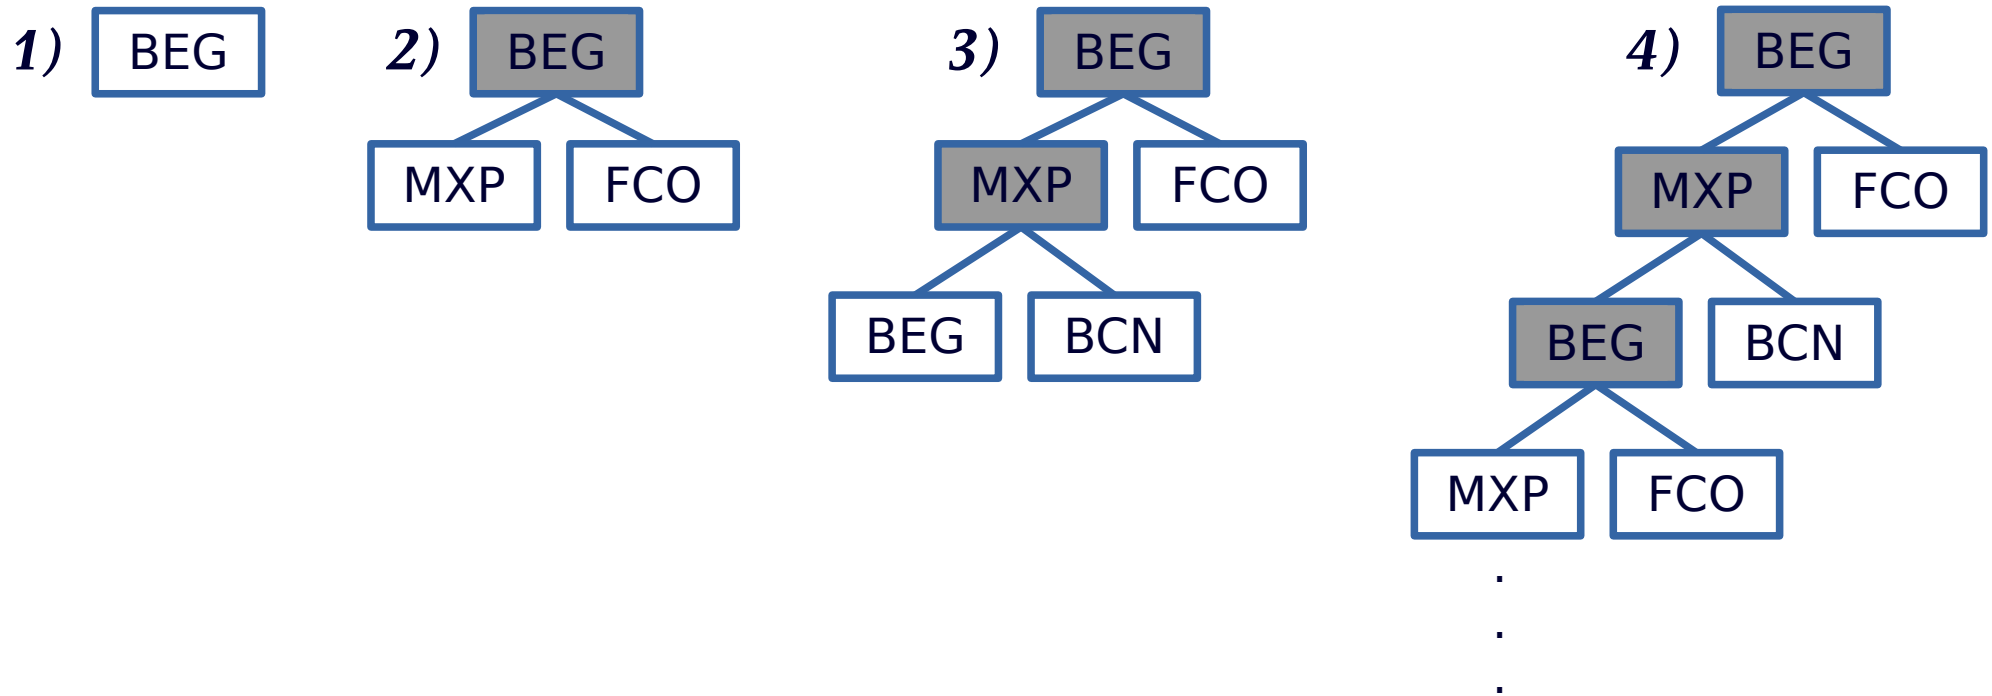 1) BEG
2) BEG
MXP FCO
3) BEG
MXP FCO
BEG BCN
4) BEG
MXP FCO
BEG BCN
MXP FCO
.
.
.